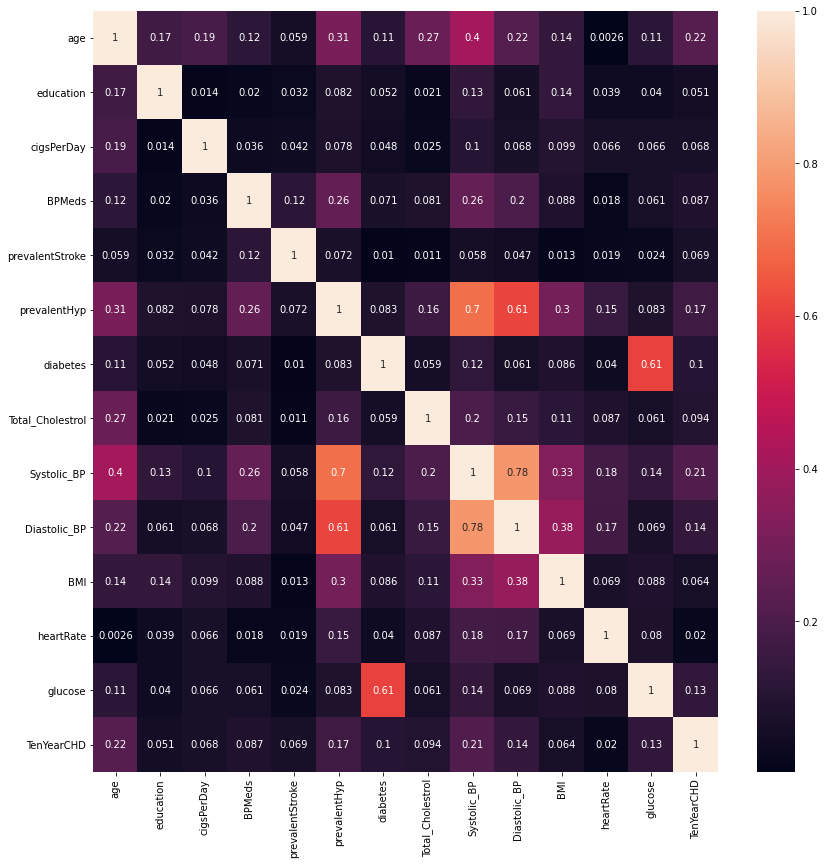 age 1 0.17 0.19 0.12 0.059 0.31 0.11 0.27 0.4 0.22 0.14 0.0026 0.11 0.22
education 0.17 1 0.014 0.02 0.032 0.082 0.052 0.021 0.13 0.061 0.14 0.039 0.04 0.051
cigsPerDay 0.19 0.014 1 0.036 0.042 0.078 0.048 0.025 0.1 0.068 0.099 0.066 0.066 0.068
BPMeds 0.12 0.02 0.036 1 0.12 0.26 0.071 0.081 0.26 0.2 0.088 0.018 0.061 0.087
prevalentStroke 0.059 0.032 0.042 0.12 1 0.072 0.01 0.011 0.058 0.047 0.013 0.019 0.024 0.069
prevalentHyp 0.31 0.082 0.078 0.26 0.072 1 0.083 0.16 0.7 0.61 0.3 0.15 0.083 0.17
diabetes 0.11 0.052 0.048 0.071 0.01 0.083 1 0.059 0.12 0.061 0.086 0.04 0.61 0.1
Total_Cholestrol 0.27 0.021 0.025 0.081 0.011 0.16 0.059 1 0.2 0.15 0.11 0.087 0.061 0.094
Systolic_BP 0.4 0.13 0.1 0.26 0.058 0.7 0.12 0.2 1 0.78 0.33 0.18 0.14 0.21
Diastolic_BP 0.22 0.061 0.068 0.2 0.047 0.61 0.061 0.15 0.78 1 0.38 0.17 0.069 0.14
BMI 0.14 0.14 0.099 0.088 0.013 0.3 0.086 0.11 0.33 0.38 1 0.069 0.088 0.064
heartRate 0.0026 0.039 0.066 0.018 0.019 0.15 0.04 0.087 0.18 0.17 0.069 1 0.08 0.02
glucose 0.11 0.04 0.066 0.061 0.024 0.083 0.61 0.061 0.14 0.069 0.088 0.08 1 0.13
TenYearCHD 0.22 0.051 0.068 0.087 0.069 0.17 0.1 0.094 0.21 0.14 0.064 0.02 0.13 1
age education cigsPerDay BPMeds prevalentStroke prevalentHyp diabetes Total_Cholestrol Systolic_BP Diastolic_BP BMI heartRate glucose TenYearCHD
1.0
0.8
0.6
0.4
0.2